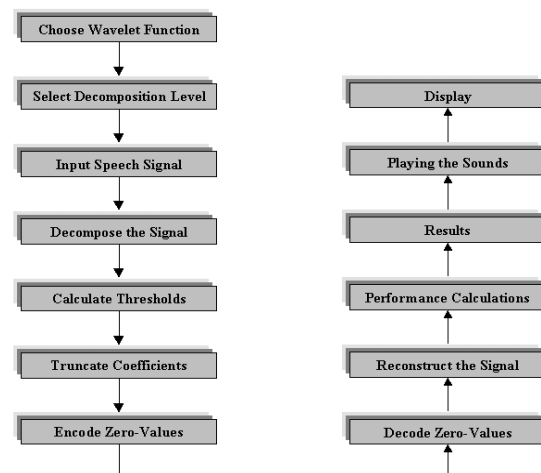 Choose Wavelet Function
Select Decomposition Level
Input Speech Signal
Decompose the Signal
Calculate Thresholds
Truncate Coefficients
Encode Zero-Values
Display
Playing the Sounds
Results
Performance Calculations
Reconstruct the Signal
Decode Zero-Values